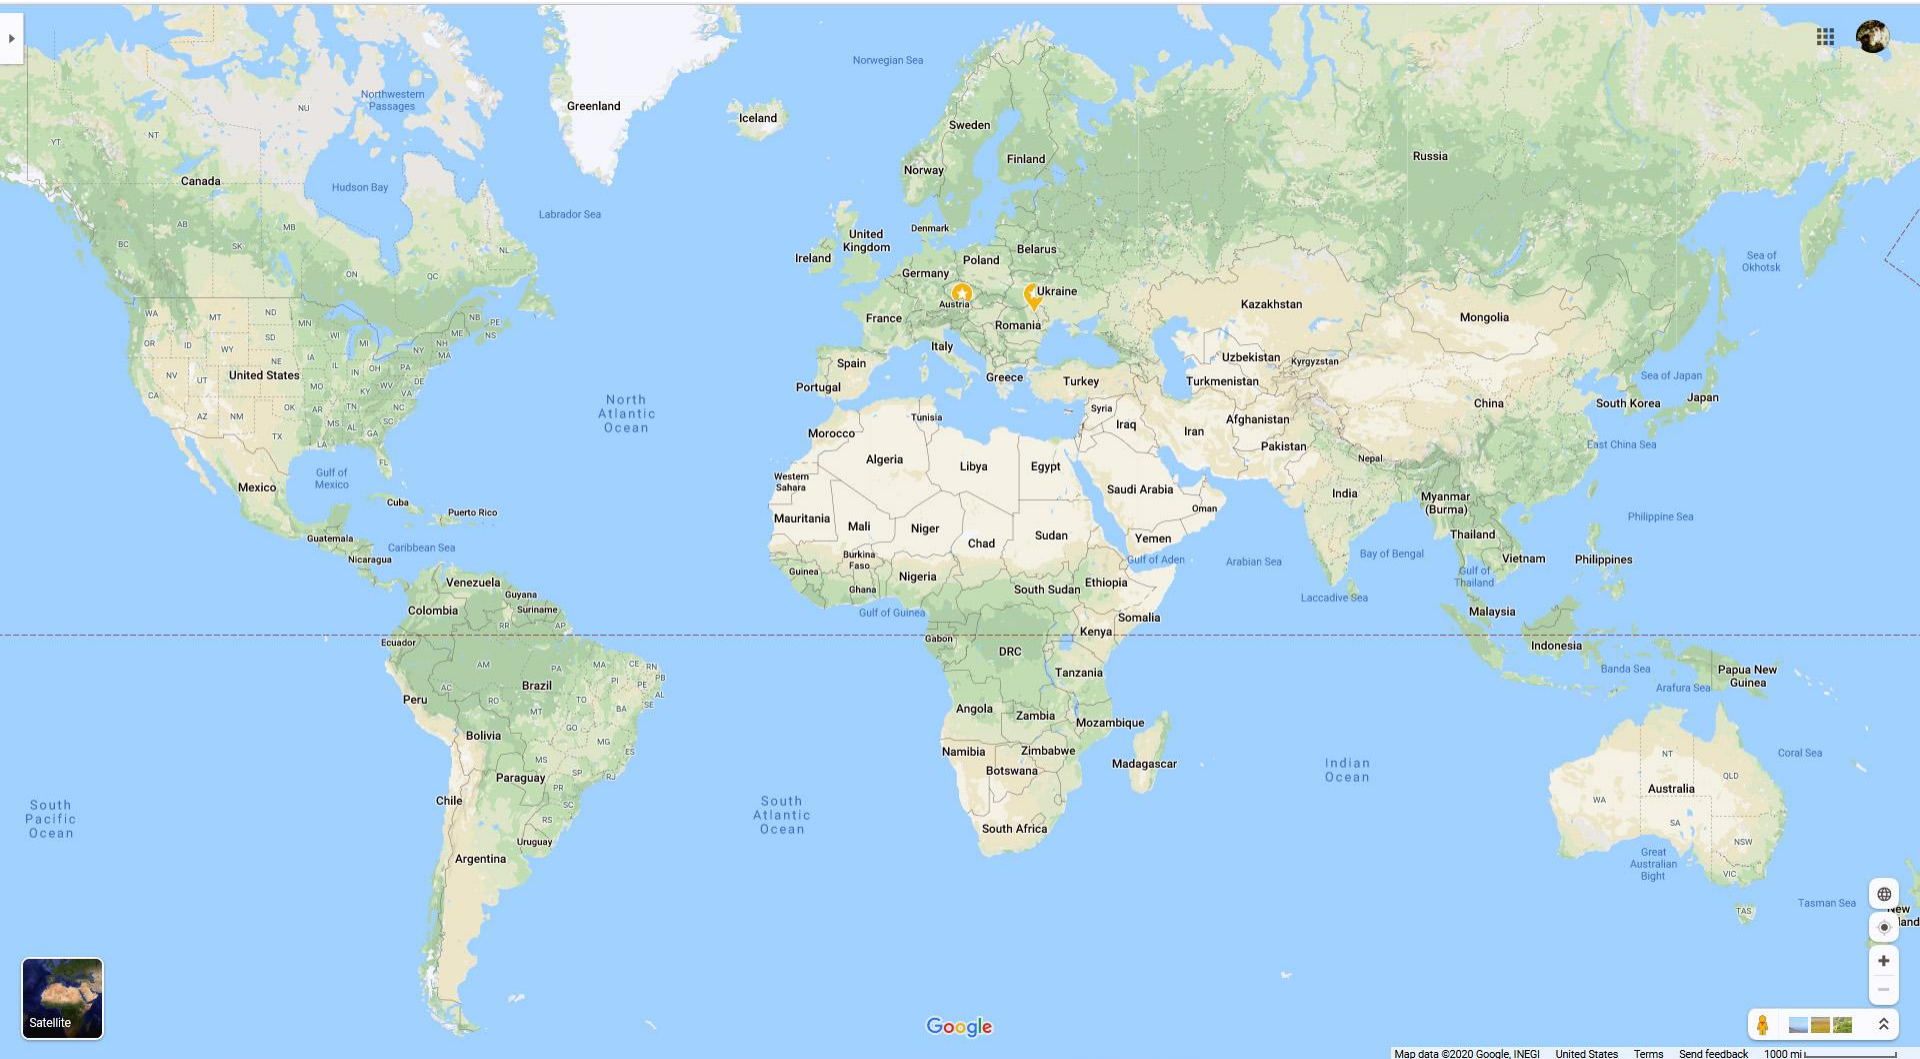 Norwegian Sea
Northwestern
Passages
NU
Greenland
Iceland
Sweden
NT
YT
Russia
Finland
Norway
Canada
Hudson Bay
Labrador Sea
AB
MB
Denmark
United
Kingdom
BC
SK
NL
Belarus
Ireland
Poland
Sea of
Okhotsk
Germany
ON
QC
Ukraine
Austria
Kazakhstan
WA
MT
ND
NB
PE
MN
France
Romania
Mongolia
OR
ID
SD
WI
ME
NS
WY
MI
NY
NH
MA
Italy
IA
NE
Uzbekistan
Kyrgyzstan
Spain
IL
IN
OH
PA
NV
UT
United States
Greece
Turkey
Turkmenistan
Sea of Japan
MO
KY
WV
DE
VA
Portugal
CA
North
Atlantic
Ocean
Japan
South Korea
China
AZ
NM
OK
AR
TN
NC
Syria
Tunisia
Afghanistan
MS
AL
SC
GA
Iraq
Iran
Morocco
TX
LA
East China Sea
Pakistan
Algeria
Libya
Egypt
Nepal
FL
Gulf of
Mexico
Western
Sahara
Mexico
Saudi Arabia
India
Myanmar
(Burma)
Cuba
Puerto Rico
Oman
Mauritania
Mali
Niger
Chad
Sudan
Philippine Sea
Thailand
Guatemala
Caribbean Sea
Yemen
Nicaragua
Burkina
Faso
Gulf of Aden
Arabian Sea
Bay of Bengal
Vietnam
Philippines
Guinea
Nigeria
Gulf of
Thailand
Venezuela
Ghana
South Sudan
Ethiopia
Guyana
Laccadive Sea
Colombia
Suriname
Gulf of Guinea
Somalia
Malaysia
RR
AP
Kenya
Ecuador
Gabon
DRC
Indonesia
AM
PA
MA
CE
RN
Tanzania
Banda Sea
Papua New
Guinea
PI
PB
PE
AL
AC
Brazil
Arafura Sea
Peru
RO
TO
SE
BA
MT
Angola
Zambia
Mozambique
GO
Bolivia
MG
ES
Namibia
Zimbabwe
NT
Coral Sea
MS
Madagascar
Indian
Ocean
SP
RJ
Paraguay
Botswana
QLD
PR
Australia
Chile
SC
WA
South
Pacific
Ocean
South
Atlantic
Ocean
RS
SA
South Africa
Uruguay
NSW
Argentina
Great
Australian
Bight
VIC
Tasman Sea
TAS
New
land
Satellite
Google
Map data ©2020 Google, INEGI United States Terms Send feedback 1000 mi